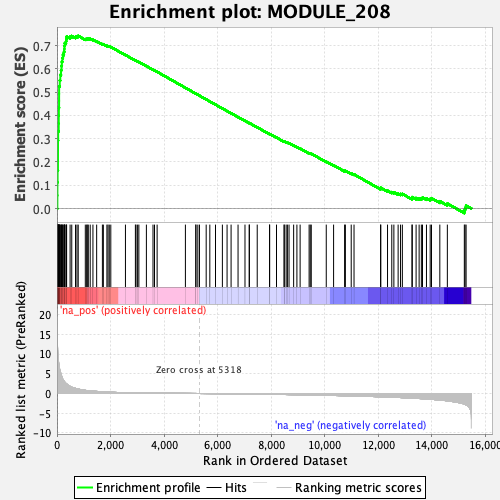 Enrichment plot: MODULE_208
Enrichment score (ES)
0.7
0.6
0.5
0.4
0.3
0.2
0.1
0.0
'na_pos' (positively correlated)
Ranked list metric (PreRanked)
20
15
10
5
0
-5
-10
Zero cross at 5318
'na_neg' (negatively correlated)
0 2,000 4,000 6,000 8,000 10,000 12,000 14,000 16,000
Rank in Ordered Dataset
Enrichment profile Hits Ranking metric scores